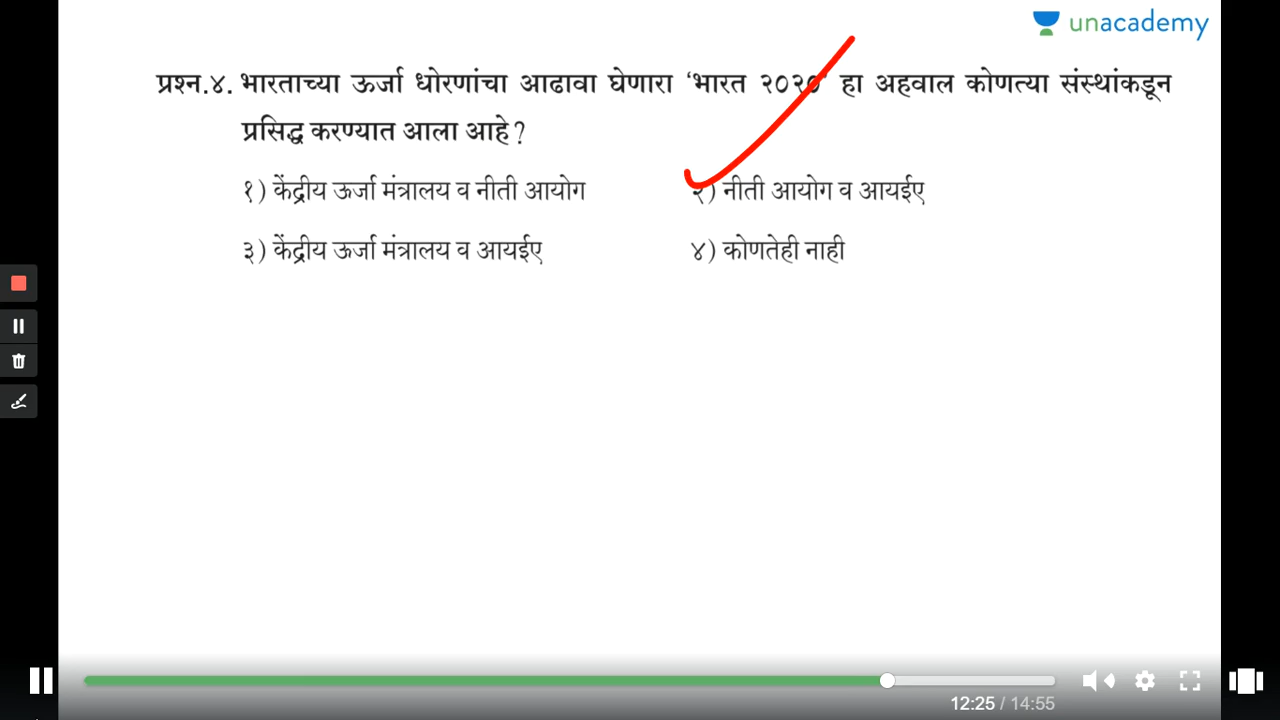 unacademy
प्रश्न.४. भारताच्या ऊर्जा धोरणांचा आढावा घेणारा ‘भारत २०२०’ हा अहवाल कोणत्या संस्थांकडून
प्रसिद्ध करण्यात आला आहे?
१) केंद्रीय ऊर्जा मंत्रालय व नीती आयोग २) नीती आयोग व आयईए
३) केंद्रीय ऊर्जा मंत्रालय व आयईए ४) कोणतेही नाही
12:25 / 14:55